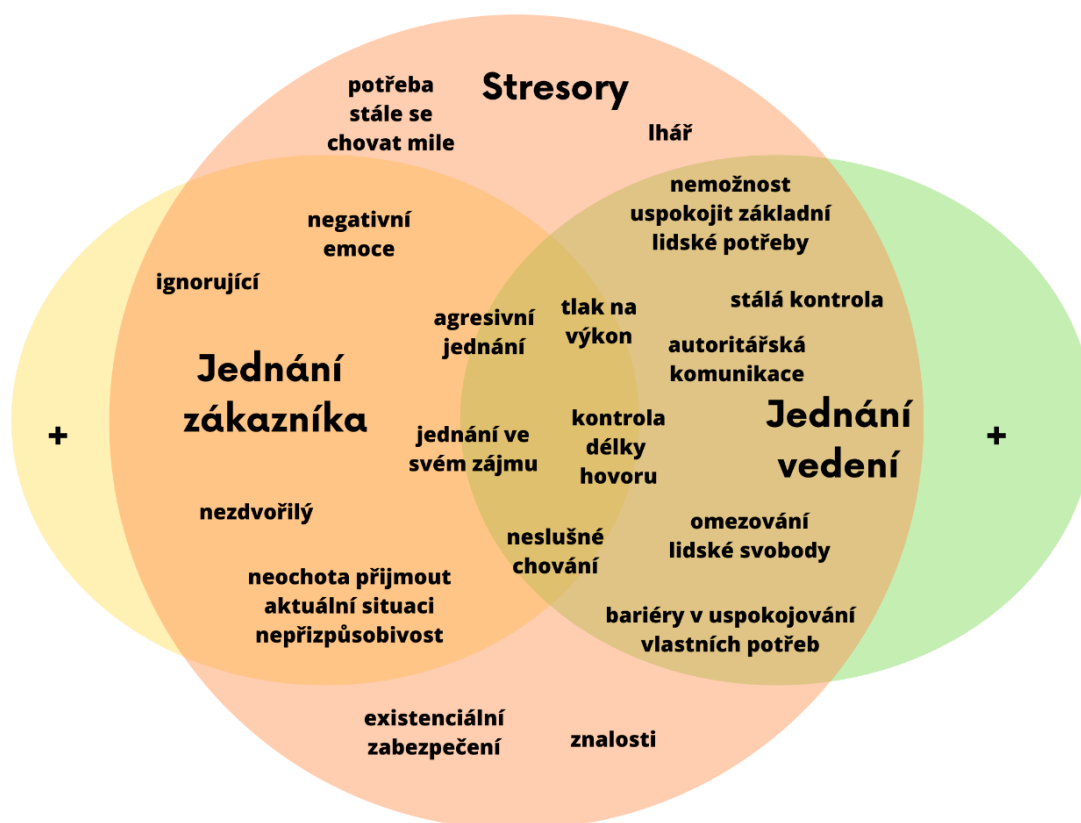 Stresory
potřeba
stále se
chovat mile
lhář
nemožnost
uspokojit základní
lidské potřeby
negativní
emoce
ignorující
stálá kontrola
agresivní
jednání
tlak na
výkon
autoritářská
komunikace
Jednání
zákazníka
Jednání
vedení
+
+
jednání ve
svém zájmu
kontrola
délky
hovoru
nezdvořilý
omezování
lidské svobody
neslušné
chování
neochota přijmout
aktuální situaci
nepřizpůsobivost
bariéry v uspokojování
vlastních potřeb
existenciální
zabezpečení
znalosti